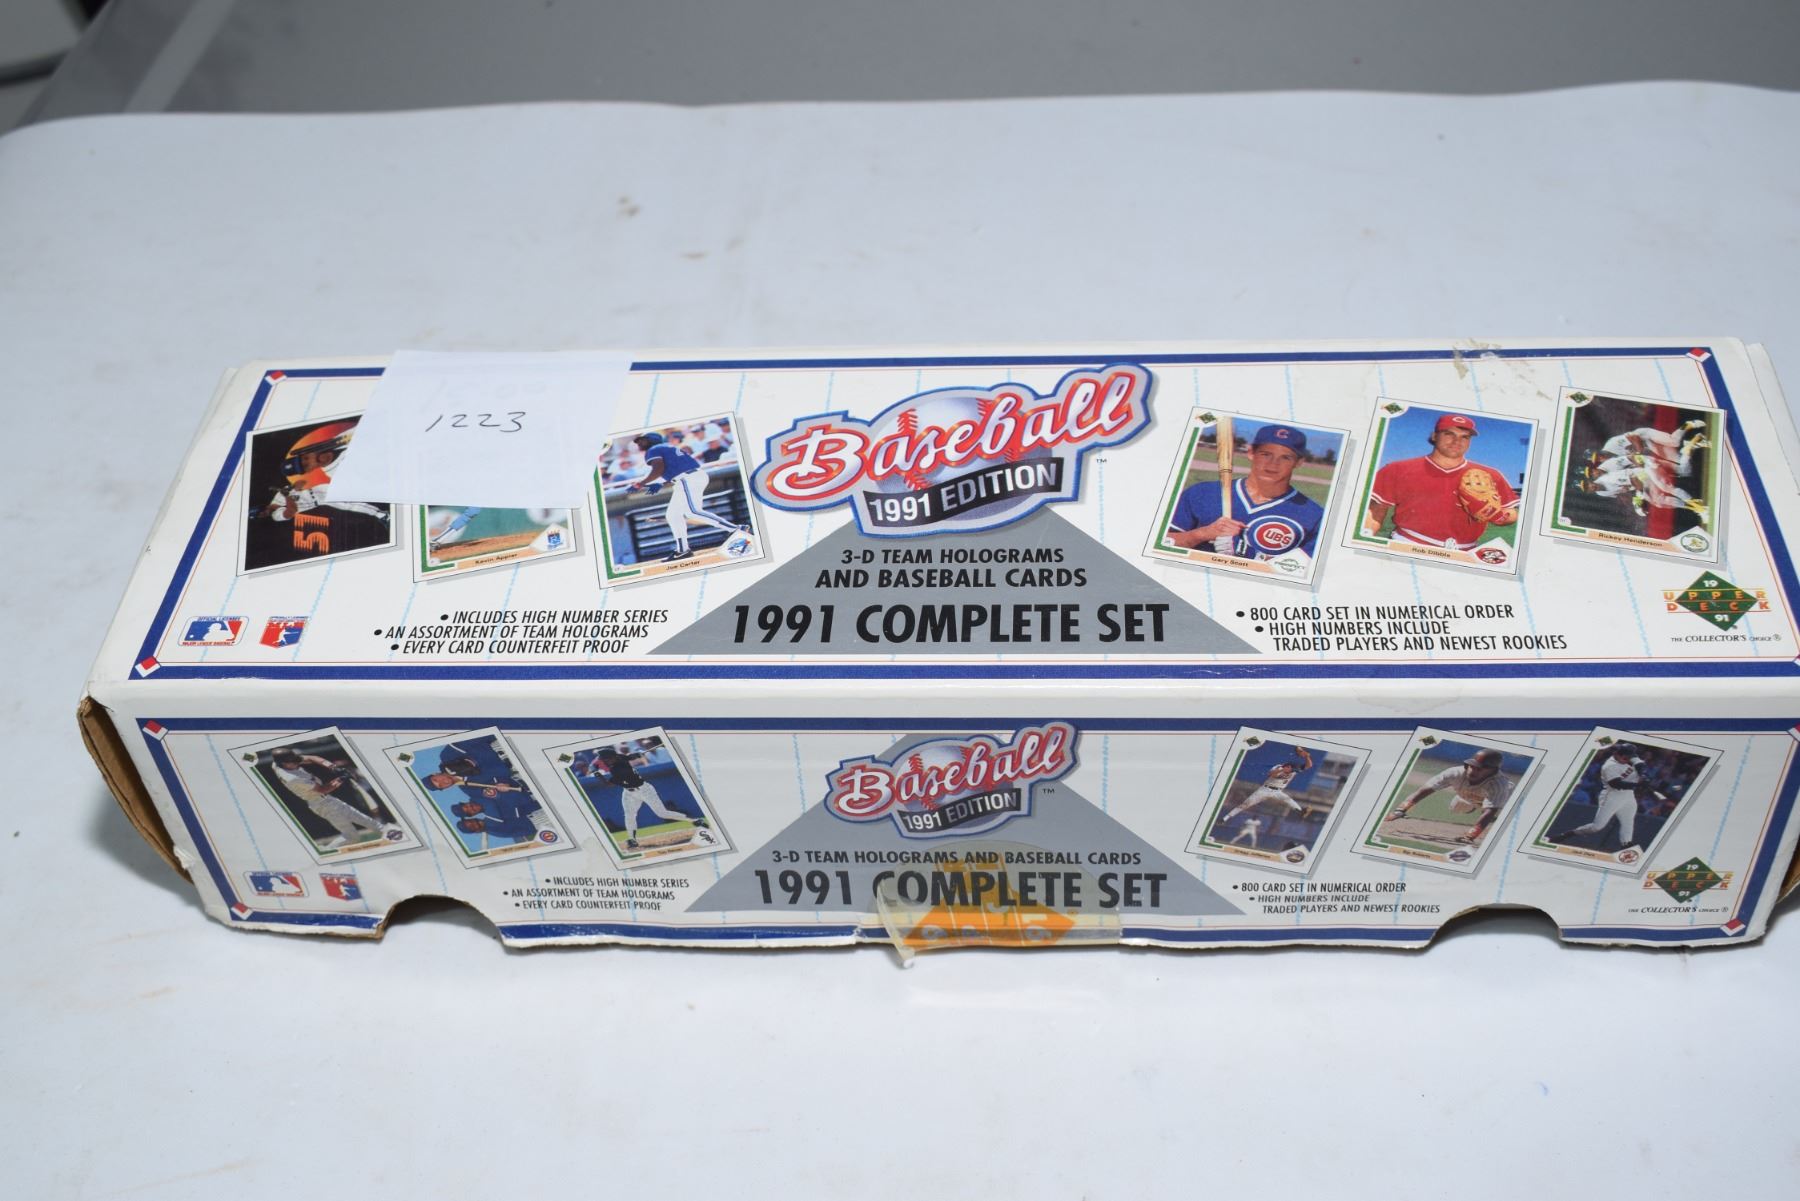 1223
Baseball
1991 EDITION
TM
3-D TEAM HOLOGRAMS
AND BASEBALL CARDS
1991 COMPLETE SET
• INCLUDES HIGH NUMBER SERIES
• AN ASSORTMENT OF TEAM HOLOGRAMS
• EVERY CARD COUNTERFEIT PROOF
• 800 CARD SET IN NUMERICAL ORDER
• HIGH NUMBERS INCLUDE
TRADED PLAYERS AND NEWEST ROOKIES
51
Kevin Appier
Joe Carter
Gary Scott
CUBS
Rob Dibble
Rickey Henderson
19
UPPER
DECK
91
THE COLLECTOR'S CHOICE ®
Baseball
1991 EDITION
TM
3-D TEAM HOLOGRAMS AND BASEBALL CARDS
1991 COMPLETE SET
• INCLUDES HIGH NUMBER SERIES
• AN ASSORTMENT OF TEAM HOLOGRAMS
• EVERY CARD COUNTERFEIT PROOF
• 800 CARD SET IN NUMERICAL ORDER
• HIGH NUMBERS INCLUDE
TRADED PLAYERS AND NEWEST ROOKIES
19
UPPER
DECK
91
THE COLLECTOR'S CHOICE ®